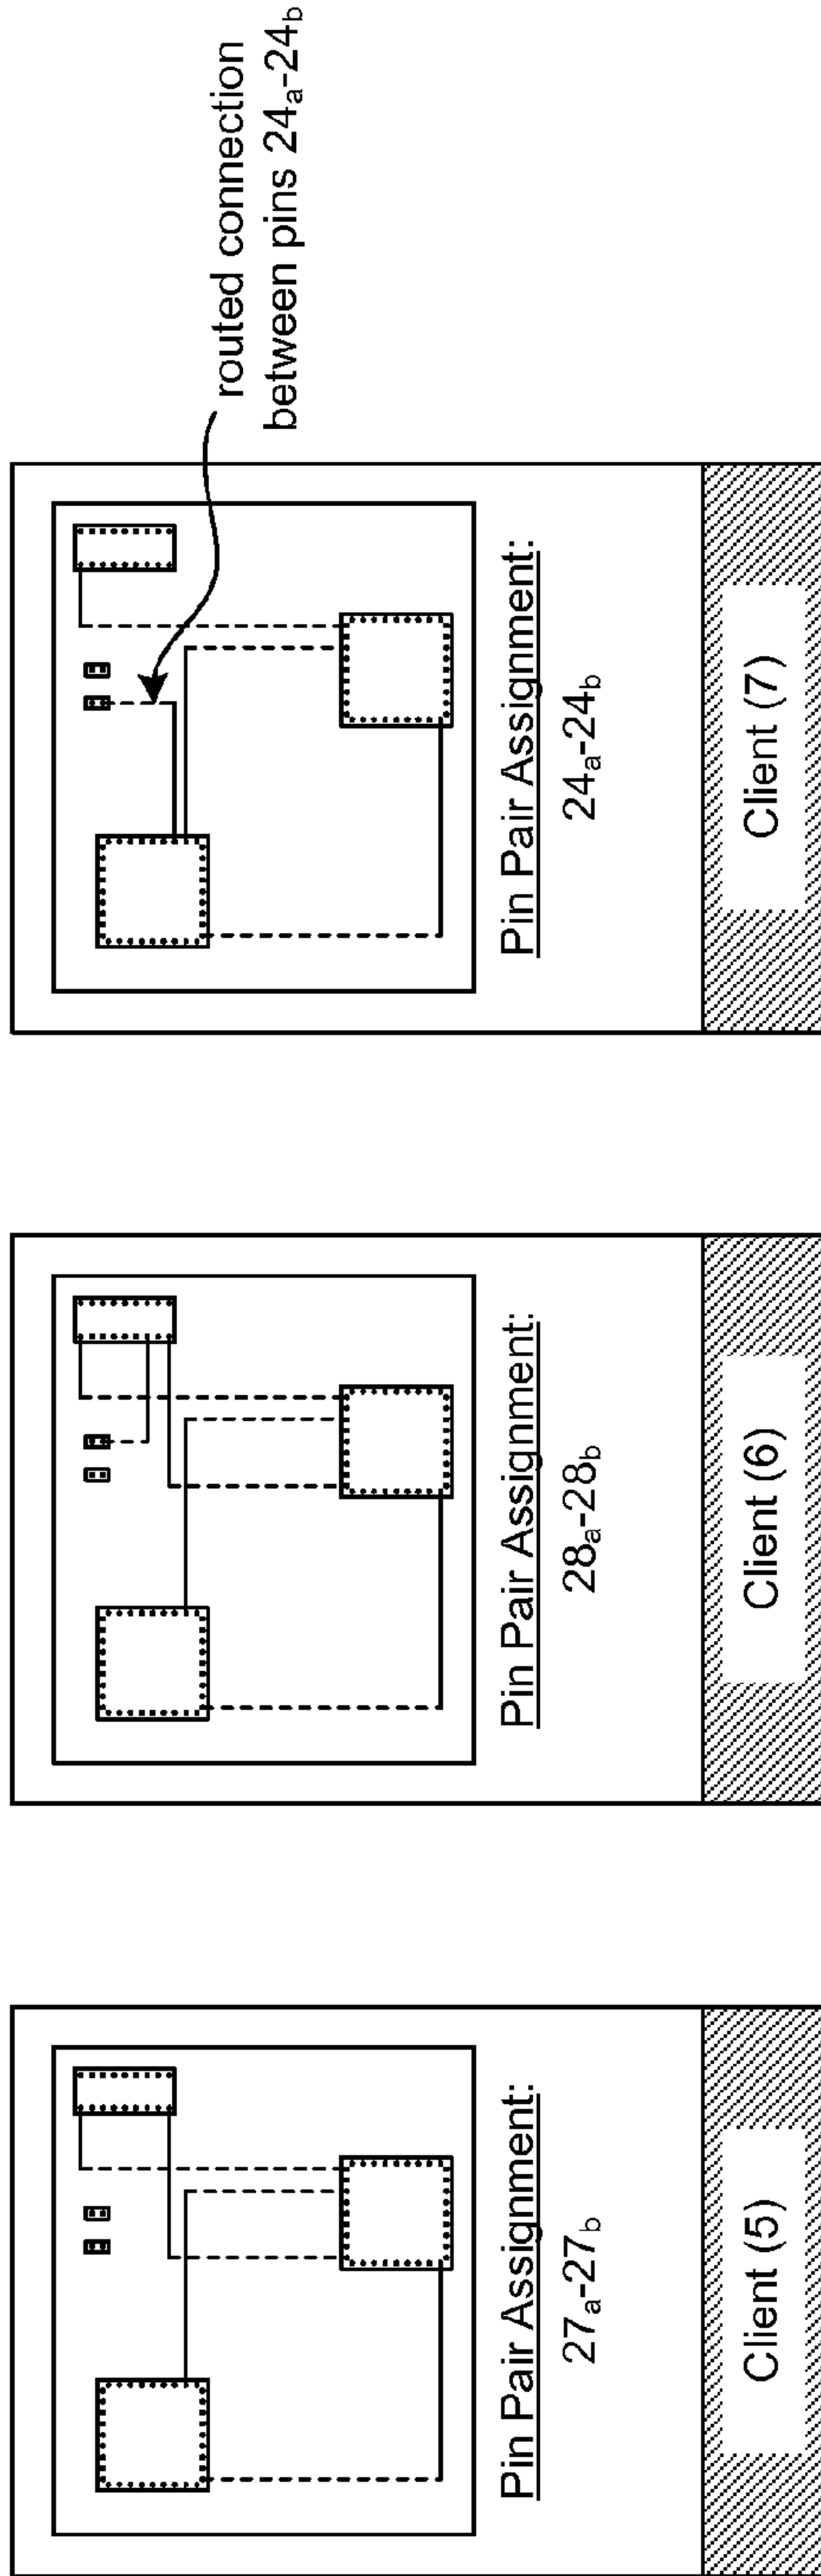 Pin Pair Assignment:
27a-27b
Client (5)
Pin Pair Assignment:
28a-28b
Client (6)
routed connection
between pins 24a-24b
Pin Pair Assignment:
24a-24b
Client (7)